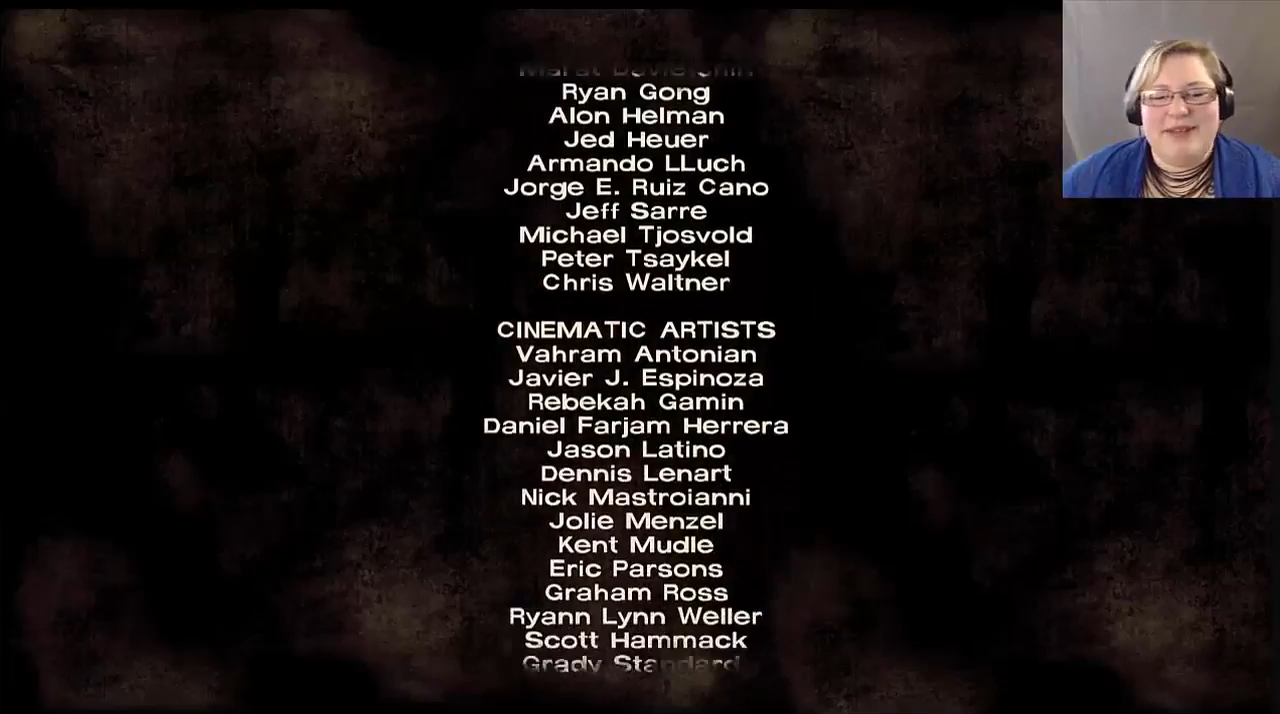 Ryan Gong
Alon Helman
Jed Heuer
Armando LLuch
Jorge E. Ruiz Cano
Jeff Sarre
Michael Tjosvold
Peter Tsaykel
Chris Waltner
CINEMATIC ARTISTS
Vahram Antonian
Javier J. Espinoza
Rebekah Gamin
Daniel Farjam Herrera
Jason Latino
Dennis Lenart
Nick Mastroianni
Jolie Menzel
Kent Mudle
Eric Parsons
Graham Ross
Ryann Lynn Weller
Scott Hammack
Grady Standard